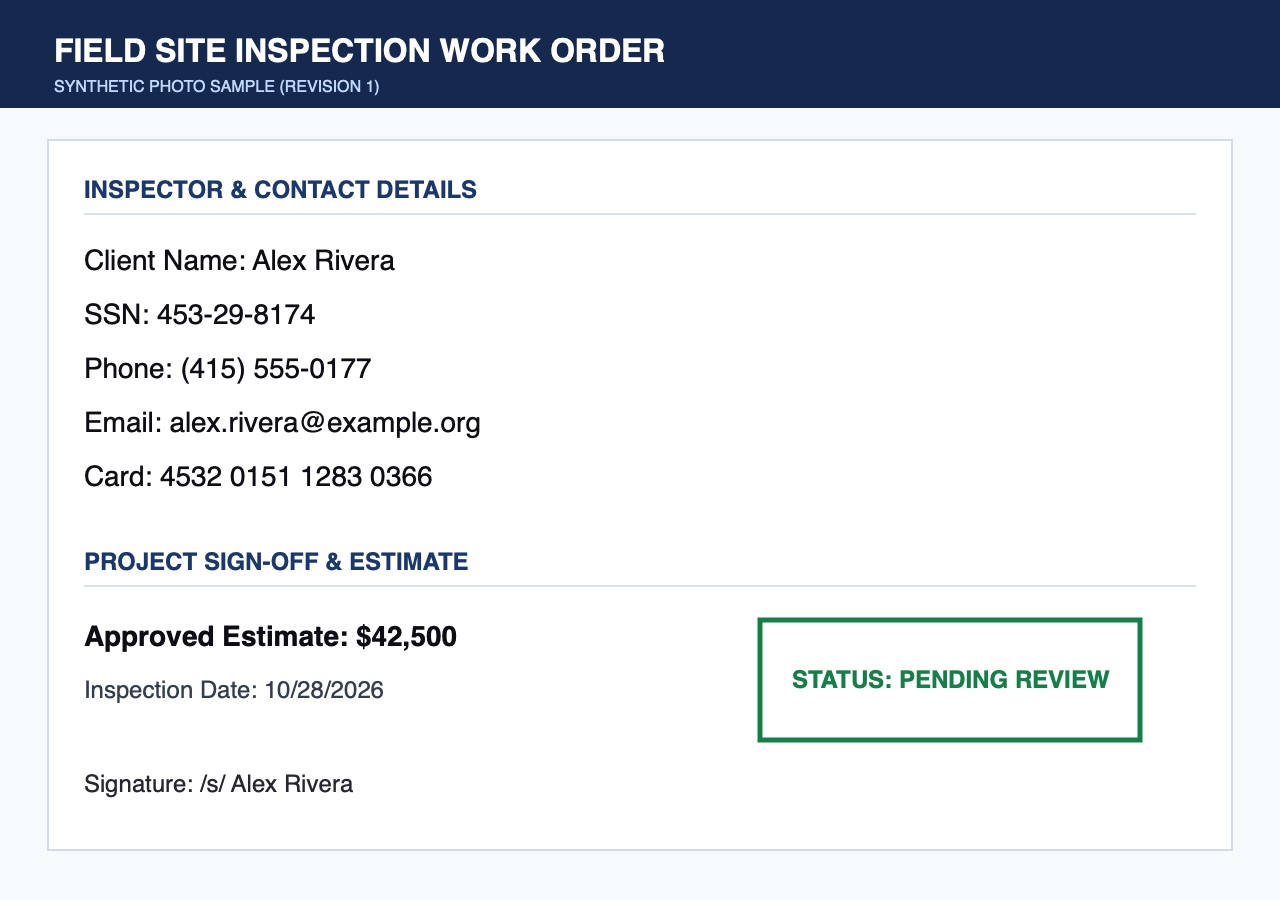 FIELD SITE INSPECTION WORK ORDER
SYNTHETIC PHOTO SAMPLE (REVISION 1)
INSPECTOR & CONTACT DETAILS
Client Name: Alex Rivera
SSN: 453-29-8174
Phone: (415) 555-0177
Email: alex.rivera@example.org
Card: 4532 0151 1283 0366
PROJECT SIGN-OFF & ESTIMATE
Approved Estimate: $42,500
Inspection Date: 10/28/2026
STATUS: PENDING REVIEW
Signature: /s/ Alex Rivera